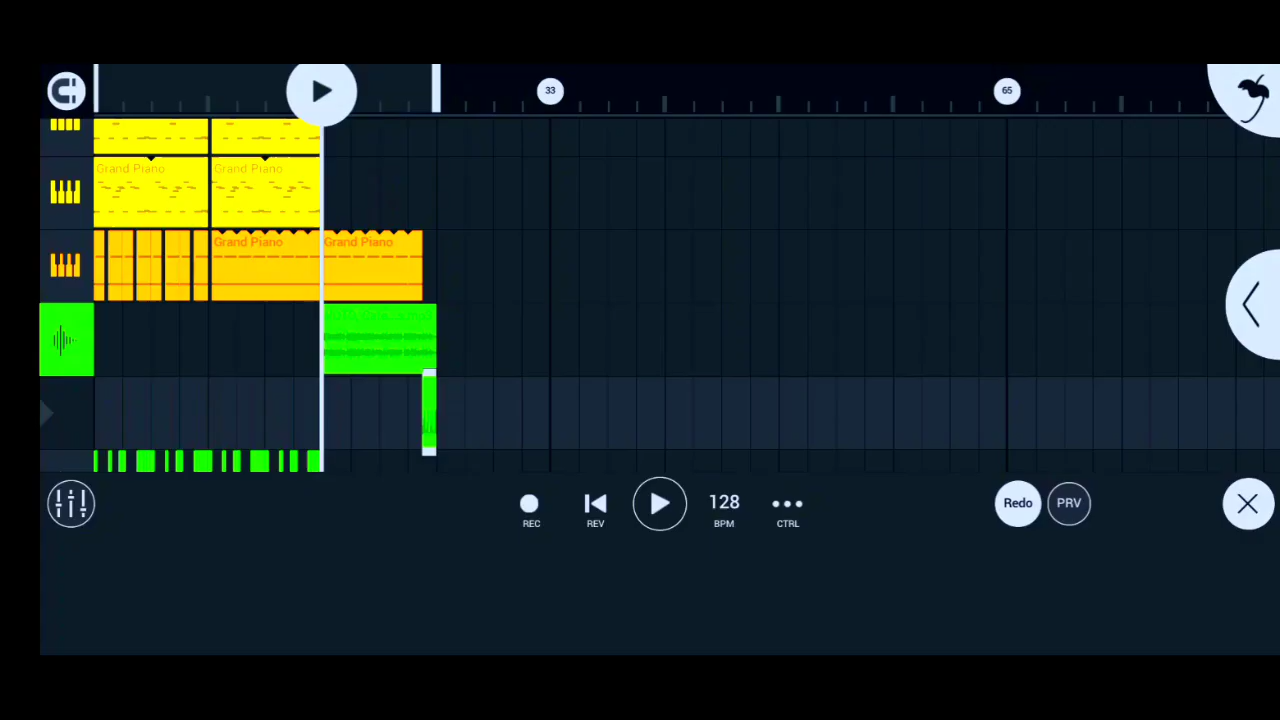 33
65
Grand Piano
Grand Piano
Grand Piano
Grand Piano
REC
REV
128
BPM
CTRL
Redo
PRV